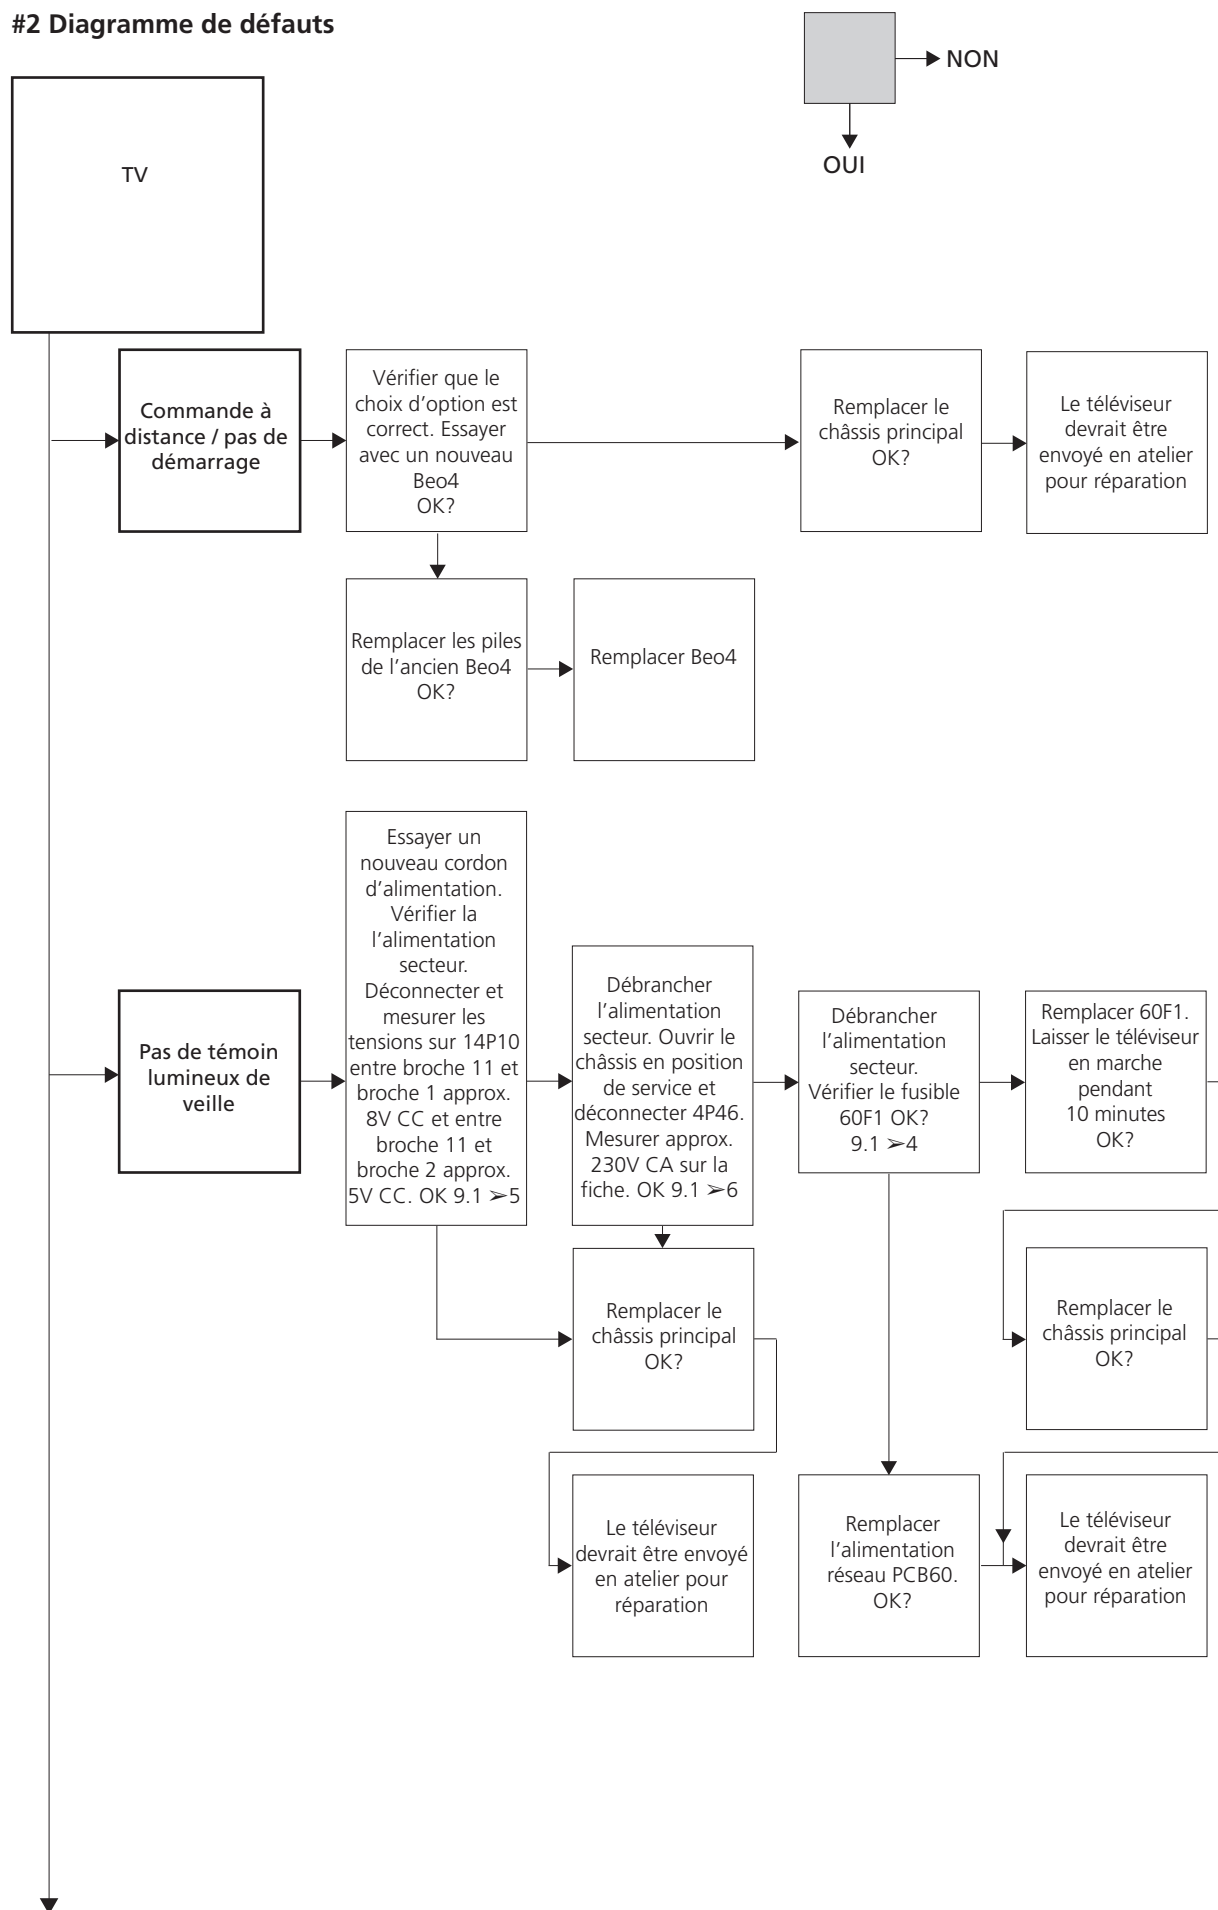 #2 Diagramme de défauts
NON
OUI
TV
Commande à
distance / pas de
démarrage
Vérifier que le
choix d’option est
correct. Essayer
avec un nouveau
Beo4
OK?
Remplacer le
châssis principal
OK?
Le téléviseur
devrait être
envoyé en atelier
pour réparation
Remplacer les piles
de l’ancien Beo4
OK?
Remplacer Beo4
Pas de témoin
lumineux de
veille
Essayer un
nouveau cordon
d’alimentation.
Vérifier la
l’alimentation
secteur.
Déconnecter et
mesurer les
tensions sur 14P10
entre broche 11 et
broche 1 approx.
8V CC et entre
broche 11 et
broche 2 approx.
5V CC. OK 9.1 ➢5
Débrancher
l’alimentation
secteur. Ouvrir le
châssis en position
de service et
déconnecter 4P46.
Mesurer approx.
230V CA sur la
fiche. OK 9.1 ➢6
Débrancher
l’alimentation
secteur.
Vérifier le fusible
60F1 OK?
9.1 ➢4
Remplacer 60F1.
Laisser le téléviseur
en marche
pendant
10 minutes
OK?
Remplacer le
châssis principal
OK?
Remplacer le
châssis principal
OK?
Le téléviseur
devrait être envoyé
en atelier pour
réparation
Remplacer
l’alimentation
réseau PCB60.
OK?
Le téléviseur
devrait être
envoyé en atelier
pour réparation